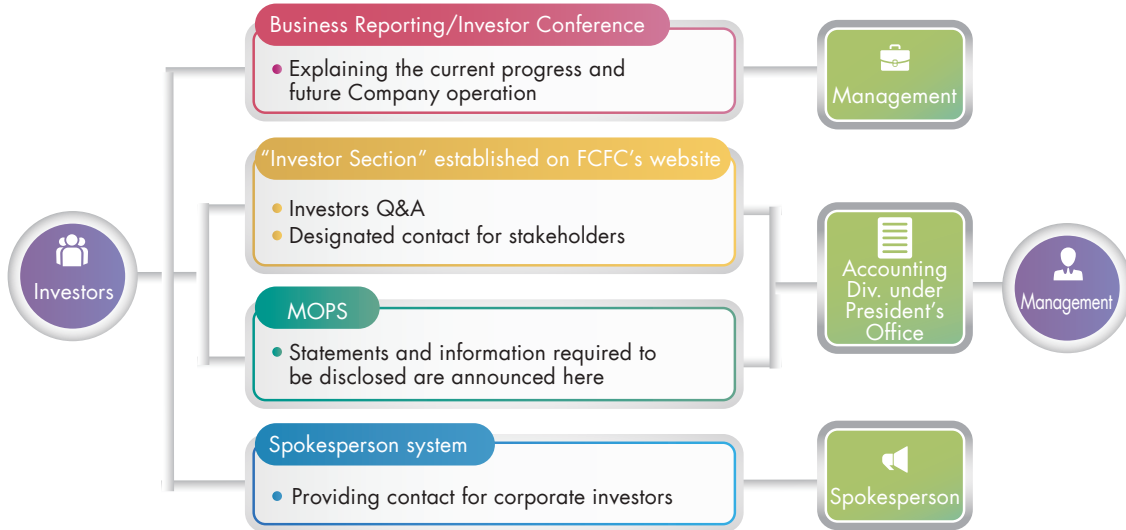 Business Reporting/Investor Conference
• Explaining the current progress and
future Company operation
Management
“Investor Section” established on FCFC’s website
• Investors Q&A
• Designated contact for stakeholders
Investors
Accounting
Div. under
President’s
Office
Management
MOPS
• Statements and information required to
be disclosed are announced here
Spokesperson system
• Providing contact for corporate investors
Spokesperson